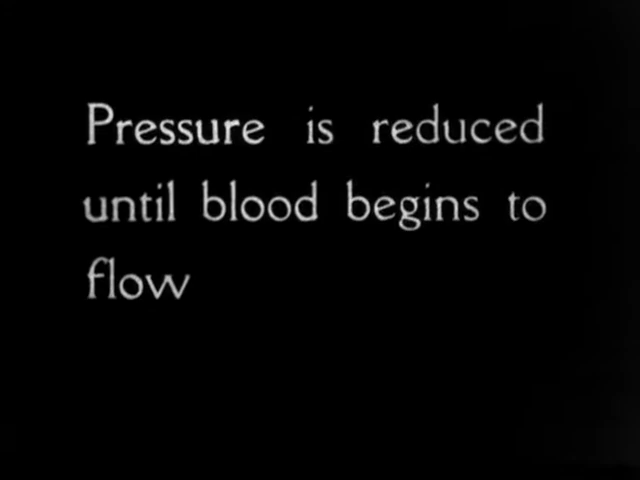 Pressure is reduced
until blood begins to
flow